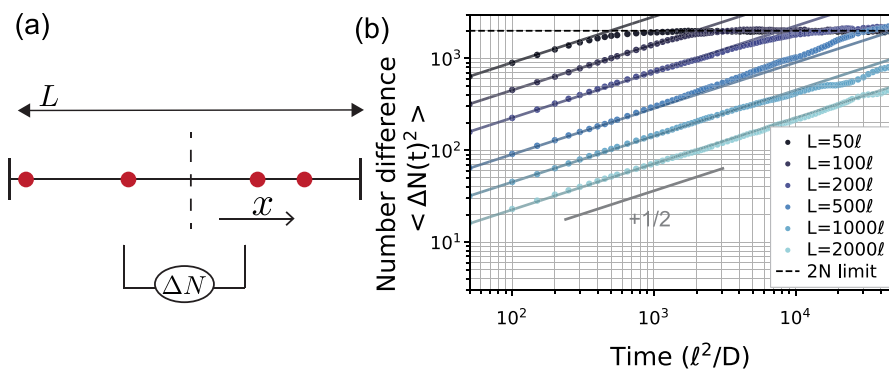 (a)
L
x
ΔN
(b)
Number difference
< ΔN(t)² >
10³
10²
10¹
+1/2
L=50ℓ
L=100ℓ
L=200ℓ
L=500ℓ
L=1000ℓ
L=2000ℓ
2N limit
10² 10³ 10⁴
Time (ℓ²/D)